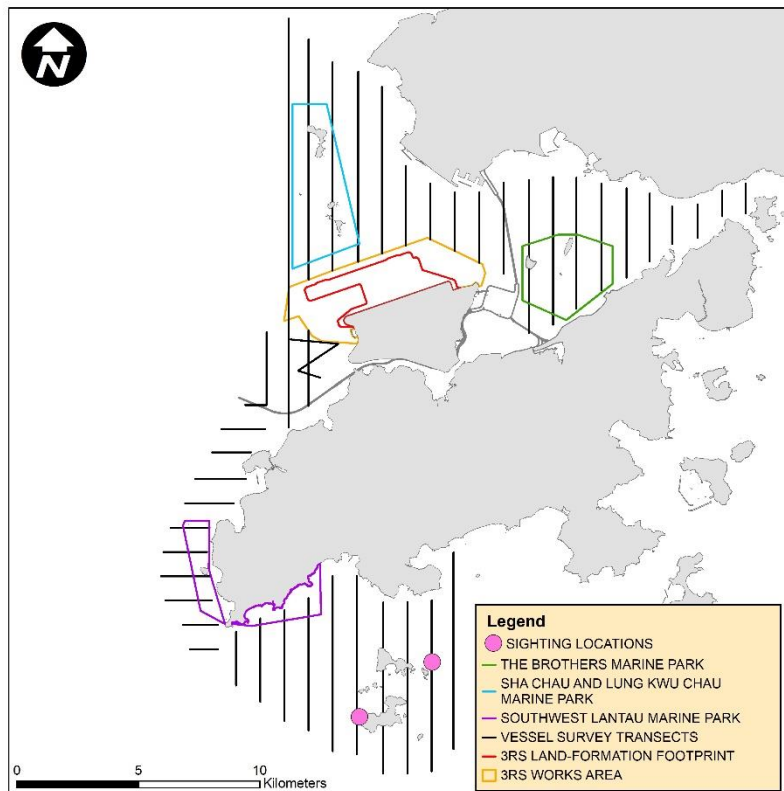 N
Legend
SIGHTING LOCATIONS
THE BROTHERS MARINE PARK
SHA CHAU AND LUNG KWU CHAU
MARINE PARK
SOUTHWEST LANTAU MARINE PARK
VESSEL SURVEY TRANSECTS
3RS LAND-FORMATION FOOTPRINT
3RS WORKS AREA
0 5 10
Kilometers